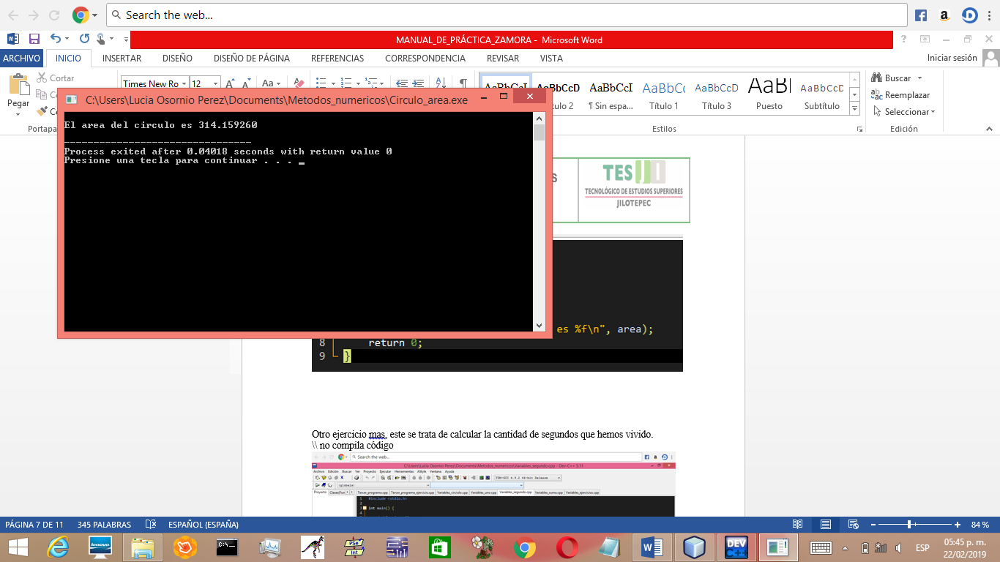 Search the web...
MANUAL_DE_PRÁCTICA_ZAMORA - Microsoft Word
ARCHIVO INICIO INSERTAR DISEÑO DISEÑO DE PÁGINA REFERENCIAS CORRESPONDENCIA REVISAR VISTA Iniciar sesión
Pegar
Cortar
Times New Ro 12
AaBbCcI AaBbCcD AaBbCcI AaBbCc AaBbCcD AaBl AaBbCcD
culo 2 ¶ Sin espa... Título 1 Título 3 Puesto Subtítulo
Estilos
Buscar
Reemplazar
Seleccionar
Edición
Portapa
C:\Users\Lucia Osornio Perez\Documents\Metodos_numericos\Circulo_area.exe
El area del circulo es 314.159260
--------------------------------
Process exited after 0.04018 seconds with return value 0
Presione una tecla para continuar . . . _
S
TESJI
TECNOLÓGICO DE ESTUDIOS SUPERIORES
JILOTEPEC
es %f\n", area);
8 return 0;
9 }
Otro ejercicio mas, este se trata de calcular la cantidad de segundos que hemos vivido.
\\ no compila código
Search the web...
C:\Users\Lucia Osornio Perez\Documents\Metodos_numericos\Variables_segundo.cpp - Dev-C++ 5.11
Archivo Edición Buscar Ver Proyecto Ejecutar Herramientas AStyle Ventana Ayuda
TDM-GCC 4.9.2 64-bit Release
(globals)
Proyecto Clases Tercer_programa.cpp Tercer_programa_ejercicio.cpp Variables_circulo.cpp Variables_uno.cpp Variables_segundo.cpp Variables_suma.cpp Variables_ejercicios.cpp
1 #include <stdio.h>
2
3 int main() {
4
PÁGINA 7 DE 11 345 PALABRAS ESPAÑOL (ESPAÑA) 84 %
ESP
05:45 p. m.
22/02/2019